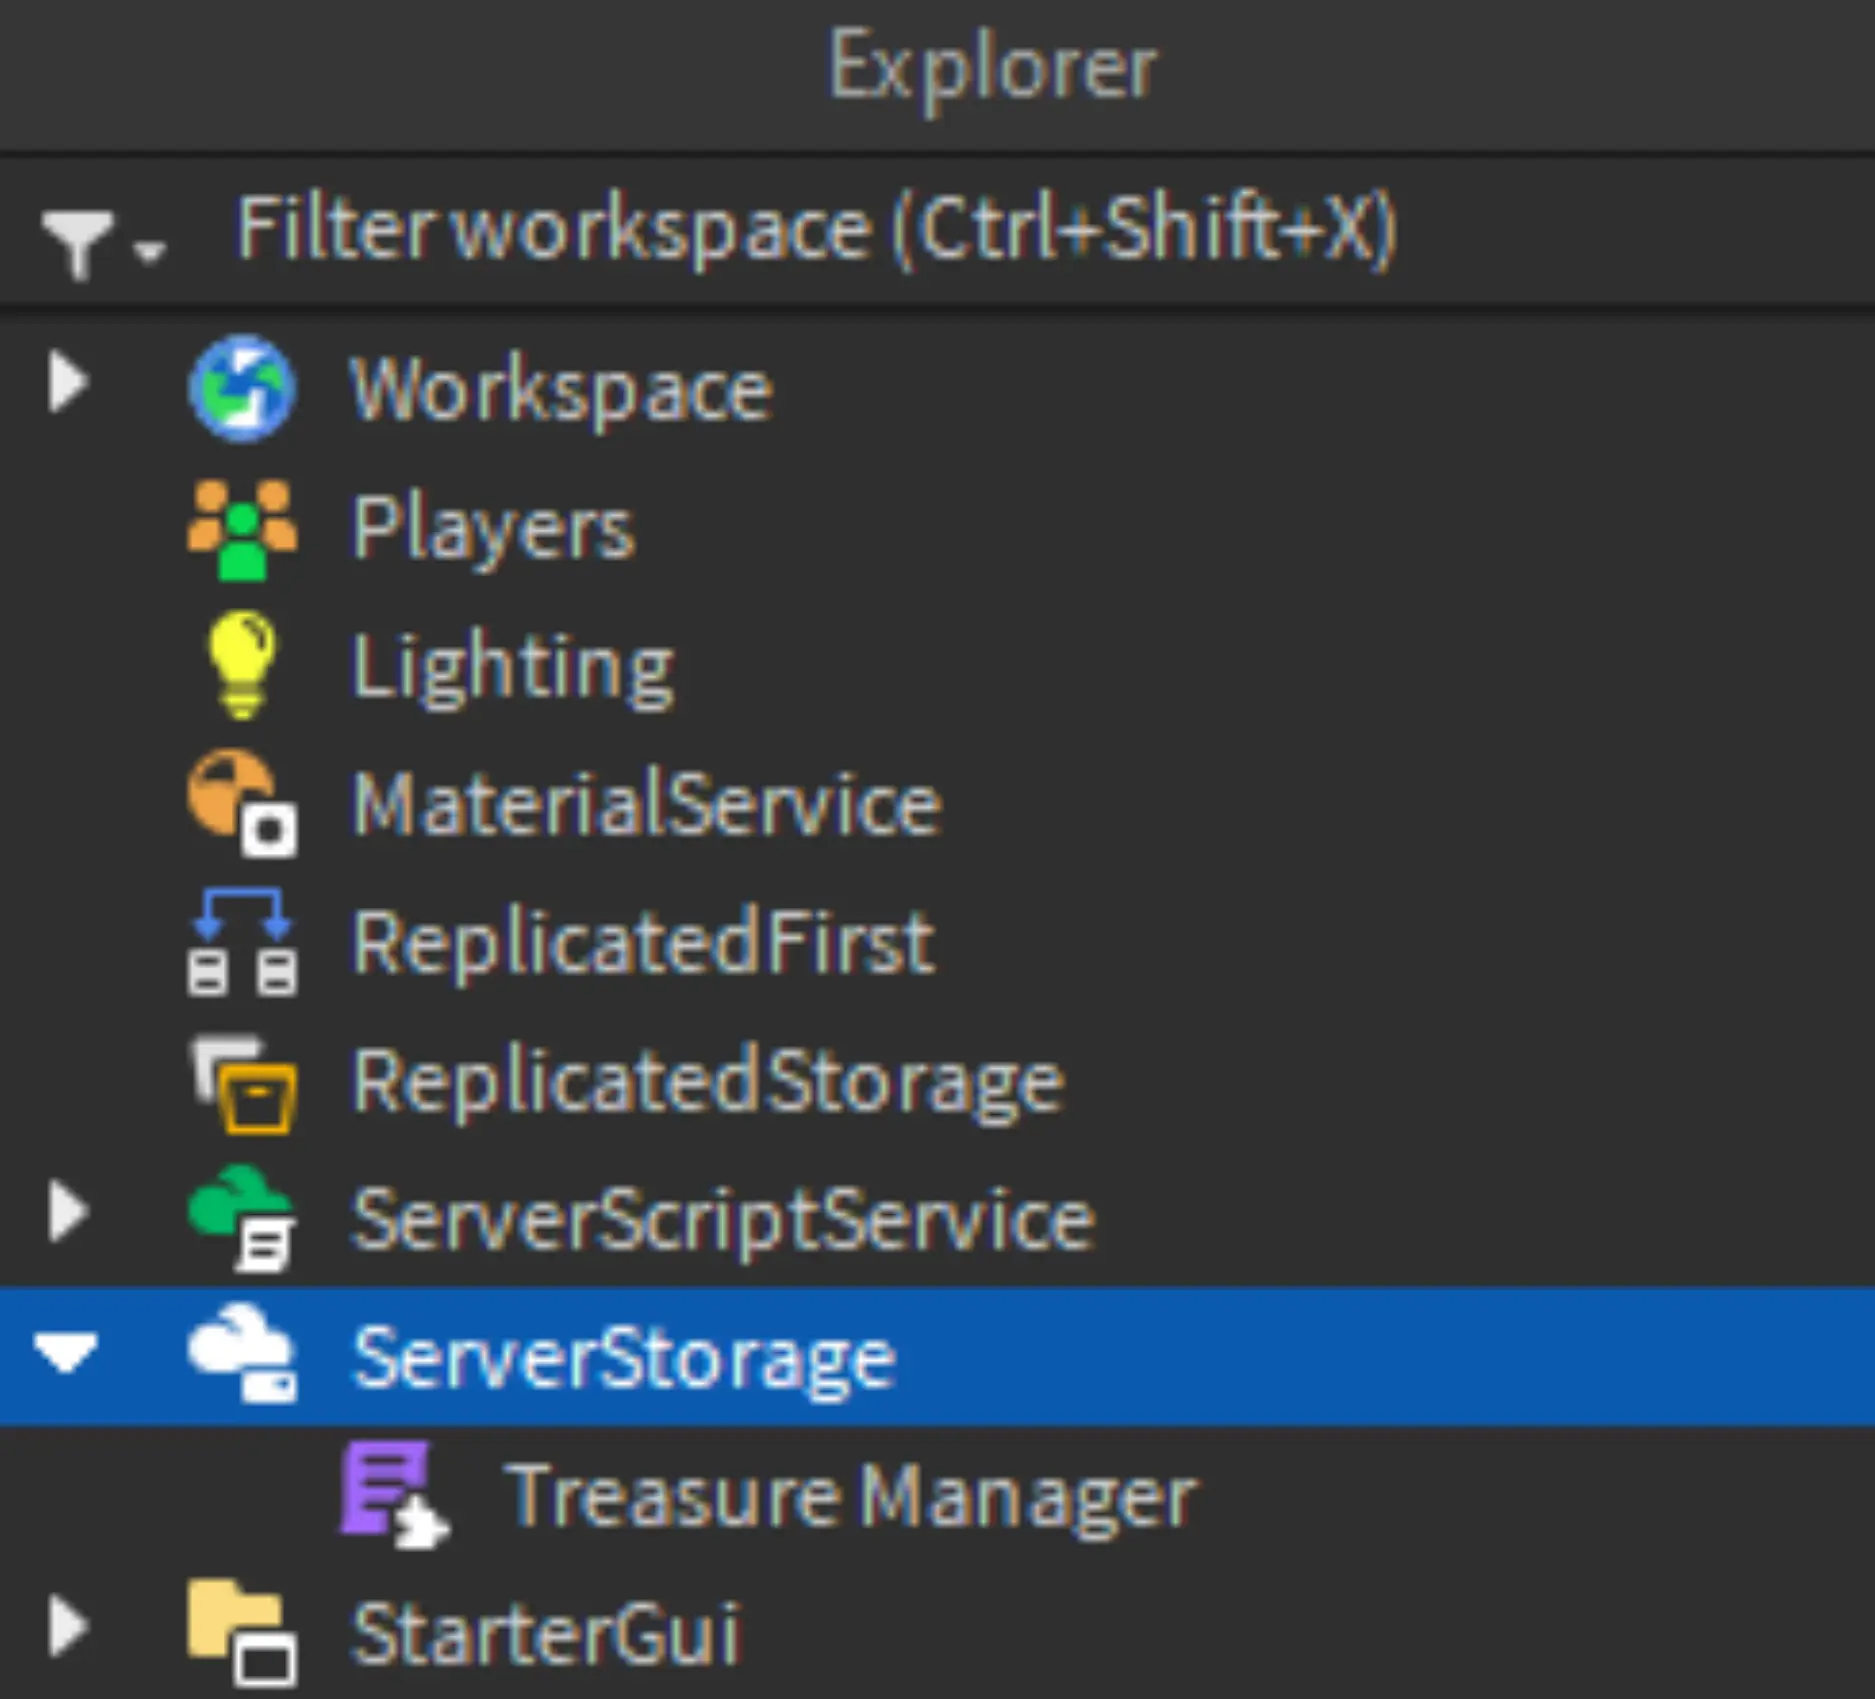 Explorer
Filter workspace (Ctrl+Shift+X)
Workspace
Players
Lighting
MaterialService
ReplicatedFirst
ReplicatedStorage
ServerScriptService
ServerStorage
Treasure Manager
StarterGui